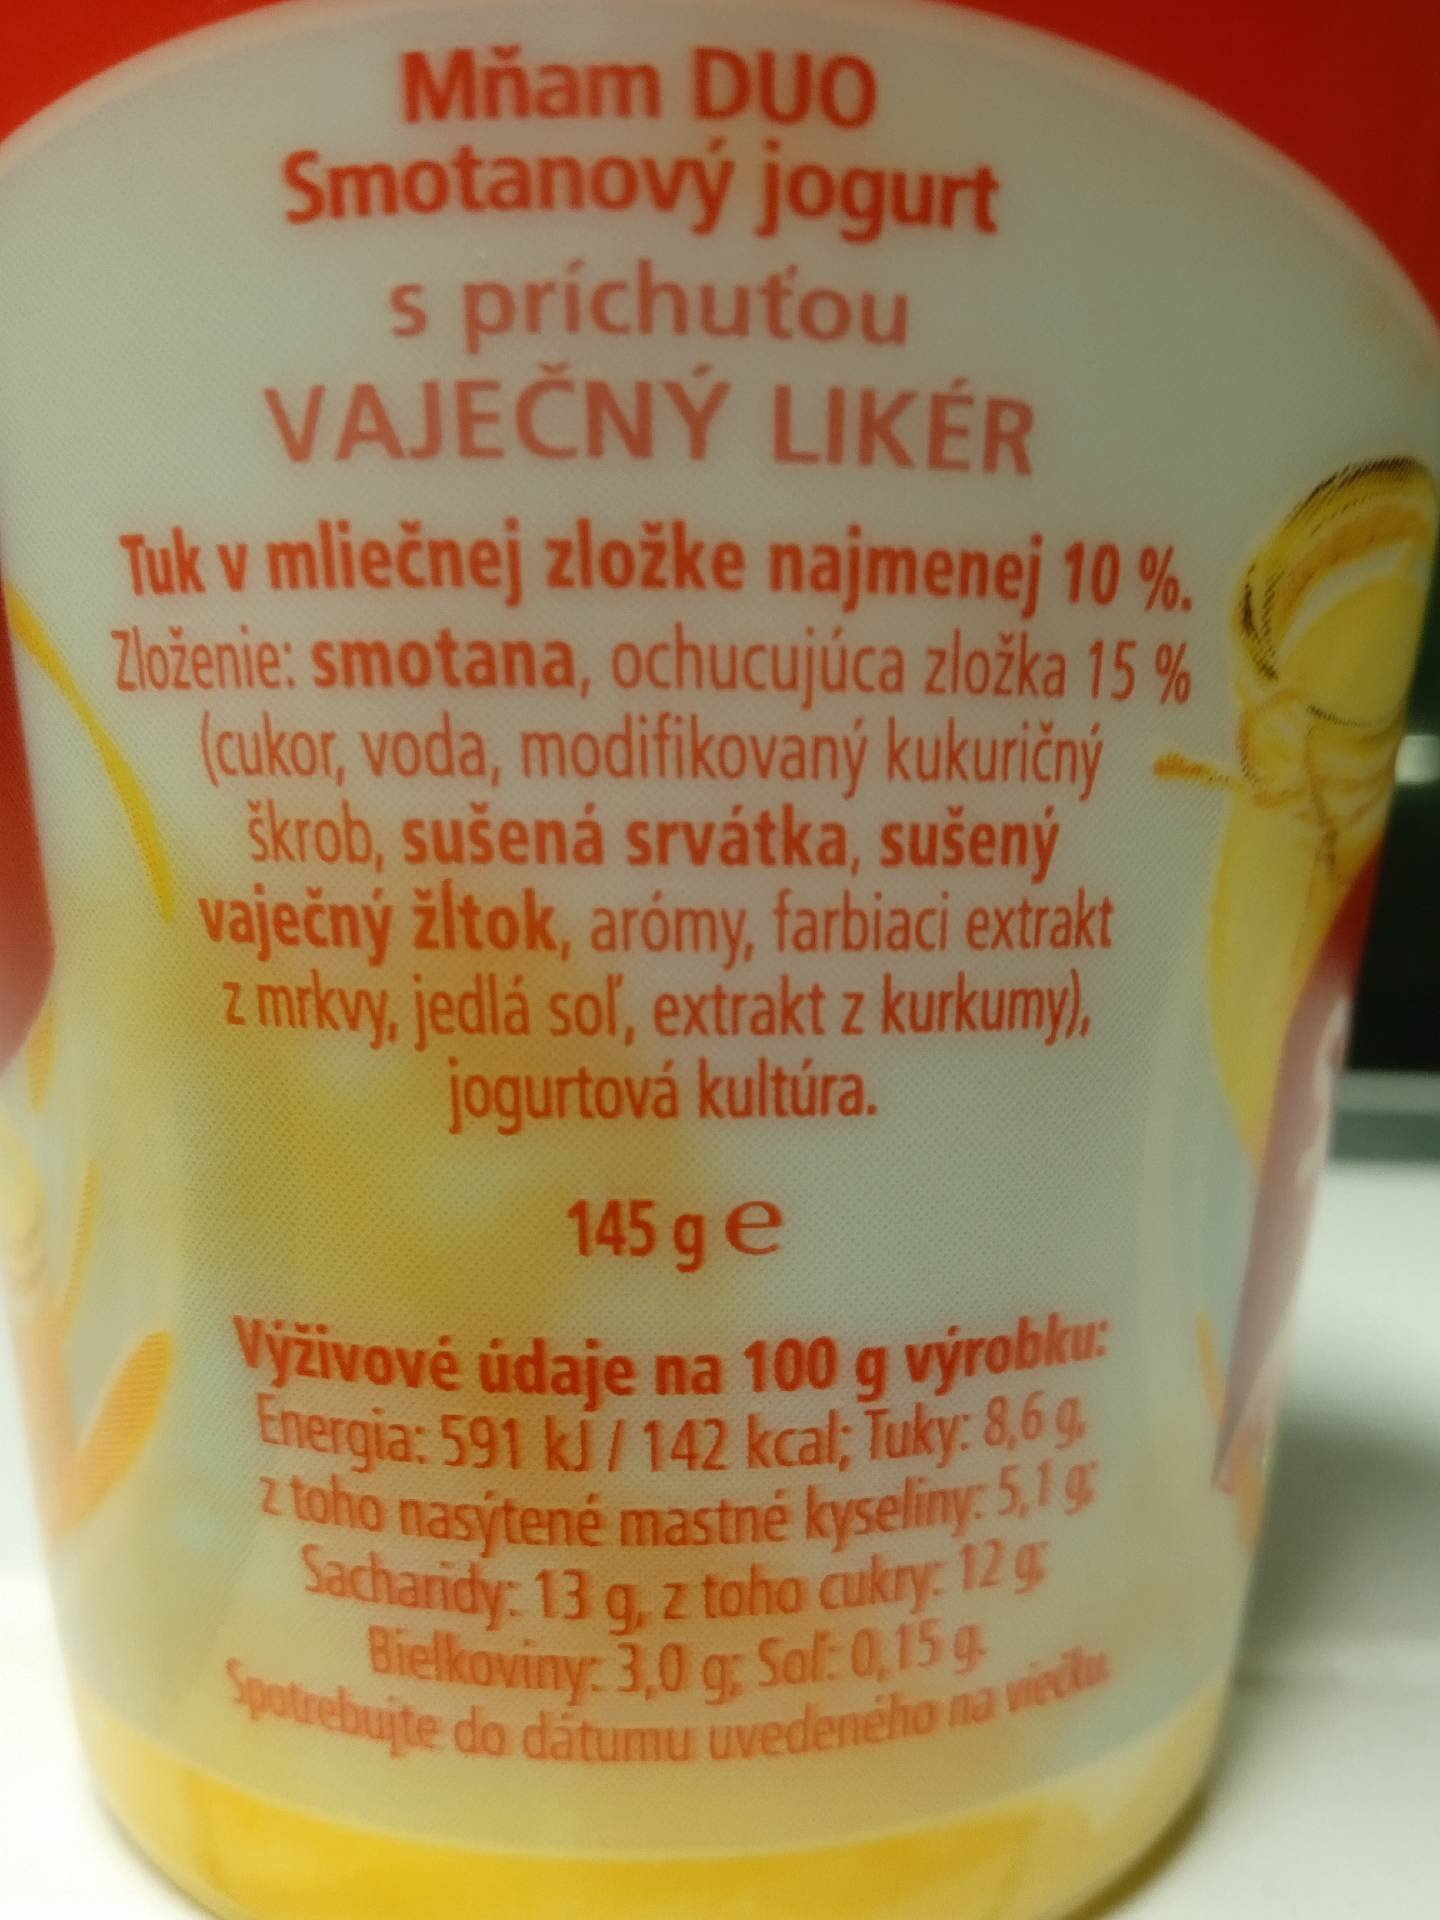 Mňam DUO
Smotanový jogurt
s príchuťou
VAJEČNÝ LIKÉR
Tuk v mliečnej zložke najmenej 10 %.
Zloženie: smotana, ochucujúca zložka 15 %
(cukor, voda, modifikovaný kukuričný
škrob, sušená srvátka, sušený
vaječný žĺtok, arómy, farbiaci extrakt
z mrkvy, jedlá soľ, extrakt z kurkumy),
jogurtová kultúra.
145 g e
Výživové údaje na 100 g výrobku:
Energia: 591 kJ / 142 kcal; Tuky: 8,6 g,
z toho nasýtené mastné kyseliny: 5,1 g;
Sacharidy: 13 g, z toho cukry: 12 g;
Bielkoviny: 3,0 g; Soľ: 0,15 g.
Spotrebujte do dátumu uvedeného na viečku.